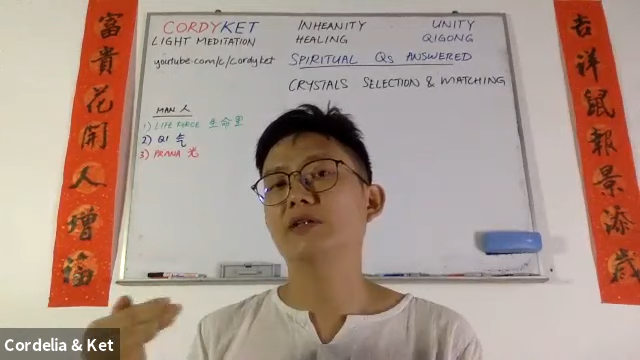 富貴花開人增福
CORDYKET
LIGHT MEDITATION
youtube.com/c/cordyket
INHEANITY
HEALING
UNITY
QIGONG
SPIRITUAL Qs ANSWERED
CRYSTALS SELECTION & MATCHING
MAN 人
1) LIFE FORCE 生命里
2) QI 气
3) PRANA 光
吉祥鼠報景添歲
Cordelia & Ket